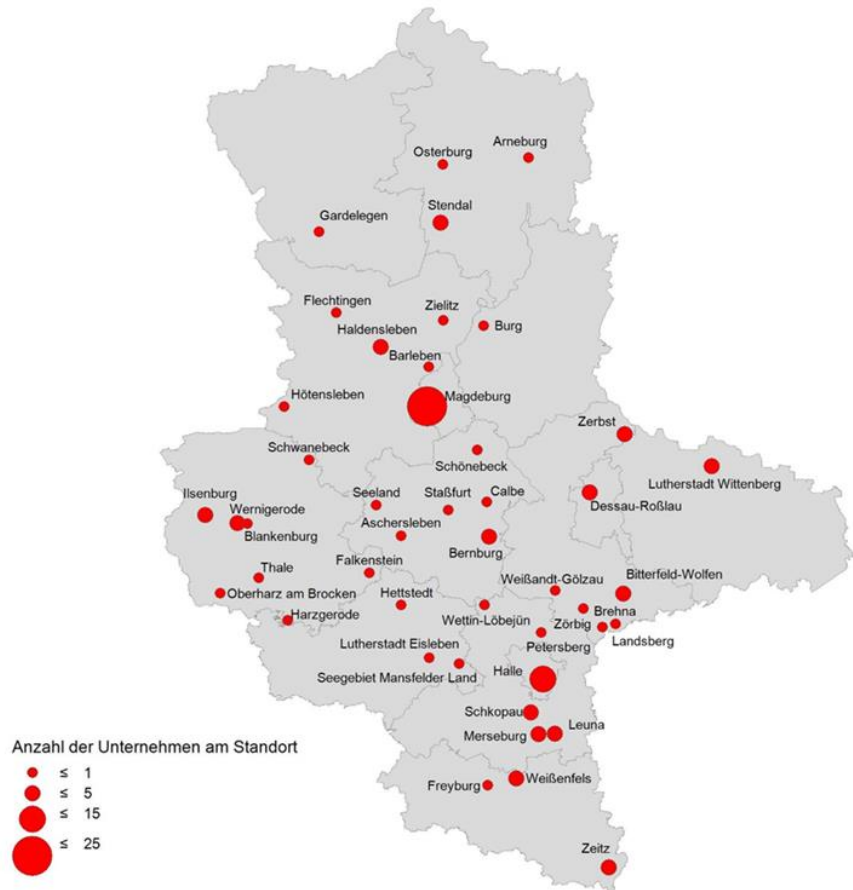 Arneburg
Osterburg
Stendal
Gardelegen
Flechtingen
Zielitz
Haldensleben
Burg
Barleben
Hötensleben
Magdeburg
Zerbst
Schwanebeck
Schönebeck
Lutherstadt Wittenberg
Ilsenburg
Seeland
Staßfurt
Calbe
Dessau-Roßlau
Wernigerode
Aschersleben
Blankenburg
Bernburg
Falkenstein
Thale
Weißandt-Gölzau
Bitterfeld-Wolfen
Oberharz am Brocken
Hettstedt
Wettin-Löbejün
Brehna
Harzgerode
Zörbig
Landsberg
Petersberg
Lutherstadt Eisleben
Halle
Seegebiet Mansfelder Land
Schkopau
Leuna
Merseburg
Anzahl der Unternehmen am Standort
≤ 1
≤ 5
≤ 15
≤ 25
Freyburg
Weißenfels
Zeitz